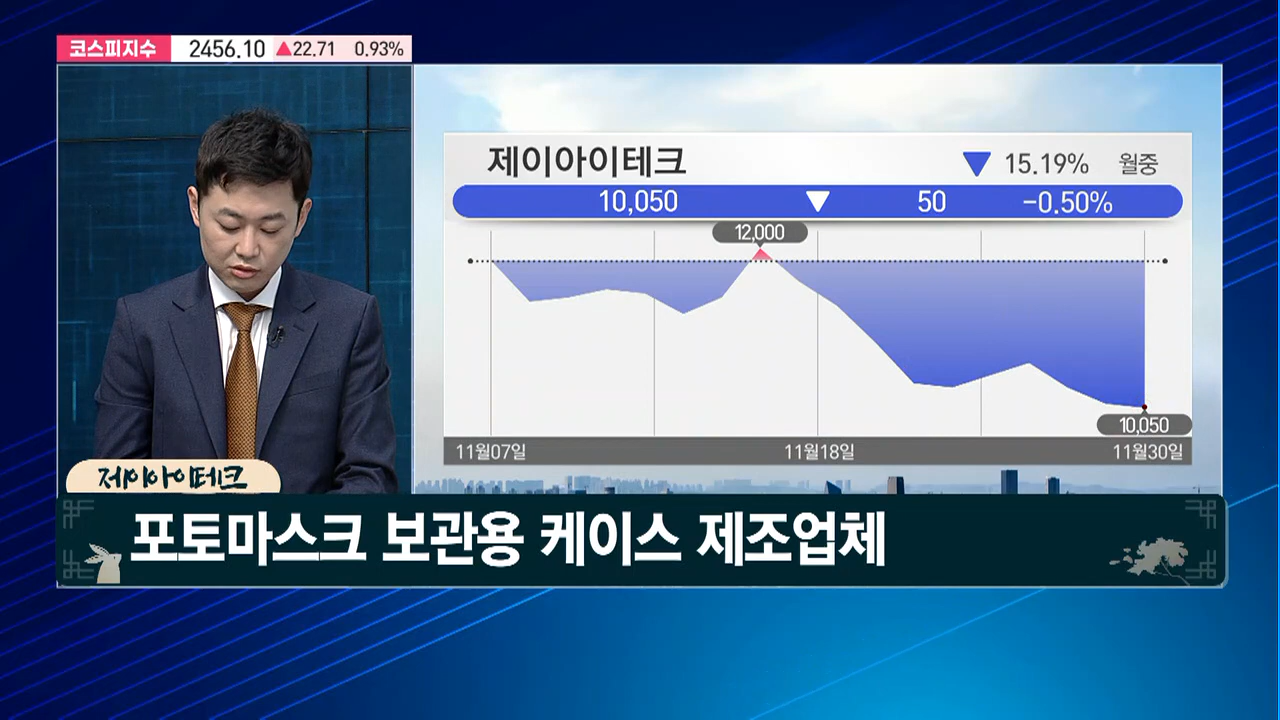 코스피지수 2456.10 ▲22.71 0.93%
제이아이테크 ▼ 15.19% 월중
10,050 ▼ 50 -0.50%
12,000
10,050
11월07일 11월18일 11월30일
제이아이테크
포토마스크 보관용 케이스 제조업체